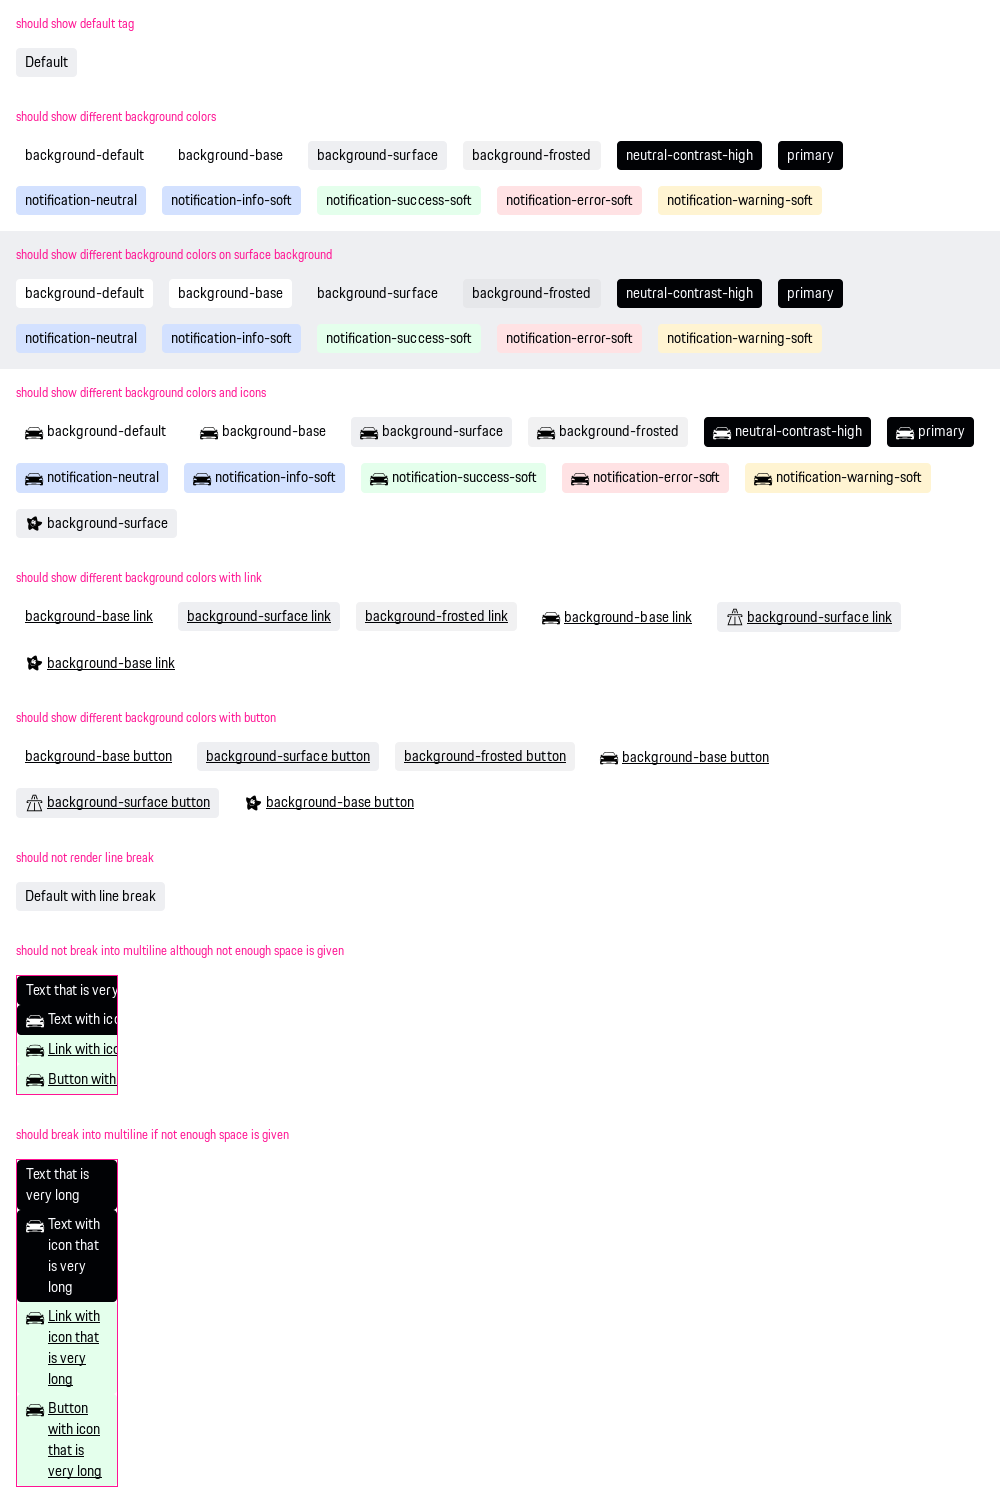 should show default tag
Default
should show different background colors
background-default background-base background-surface background-frosted neutral-contrast-high primary
notification-neutral notification-info-soft notification-success-soft notification-error-soft notification-warning-soft
should show different background colors on surface background
background-default background-base background-surface background-frosted neutral-contrast-high primary
notification-neutral notification-info-soft notification-success-soft notification-error-soft notification-warning-soft
should show different background colors and icons
background-default background-base background-surface background-frosted neutral-contrast-high primary
notification-neutral notification-info-soft notification-success-soft notification-error-soft notification-warning-soft
background-surface
should show different background colors with link
background-base link background-surface link background-frosted link background-base link background-surface link
background-base link
should show different background colors with button
background-base button background-surface button background-frosted button background-base button
background-surface button background-base button
should not render line break
Default with line break
should not break into multiline although not enough space is given
Text that is very
Text with ico
Link with ico
Button with
should break into multiline if not enough space is given
Text that is
very long
Text with
icon that
is very
long
Link with
icon that
is very
long
Button
with icon
that is
very long